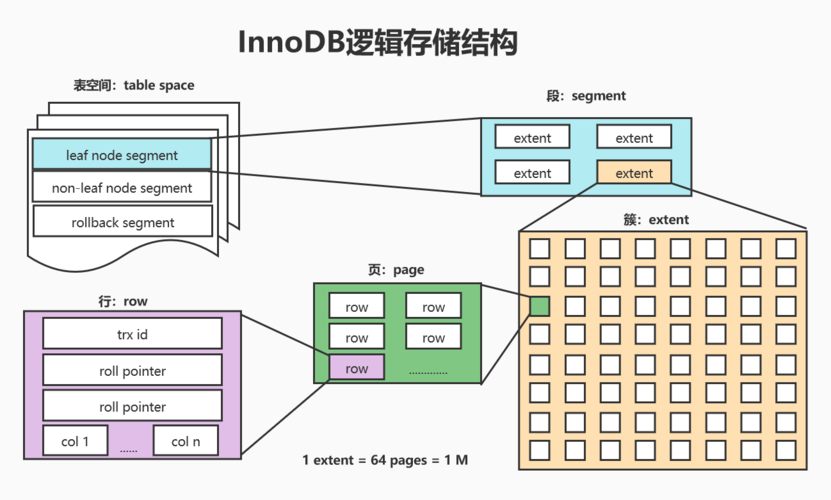 InnoDB逻辑存储结构
表空间：table space
leaf node segment
non-leaf node segment
rollback segment
段：segment
extent
extent
extent
extent
簇：extent
页：page
row
row
row
row
row
.............
行：row
trx id
roll pointer
roll pointer
col 1
......
col n
1 extent = 64 pages = 1 M